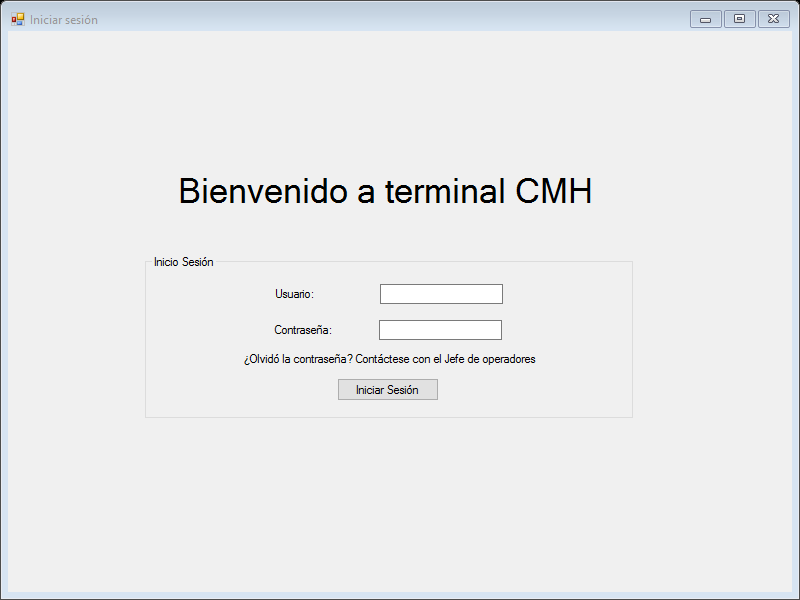 Iniciar sesión
Bienvenido a terminal CMH
Inicio Sesión
Usuario:
Contraseña:
¿Olvidó la contraseña? Contáctese con el Jefe de operadores
Iniciar Sesión